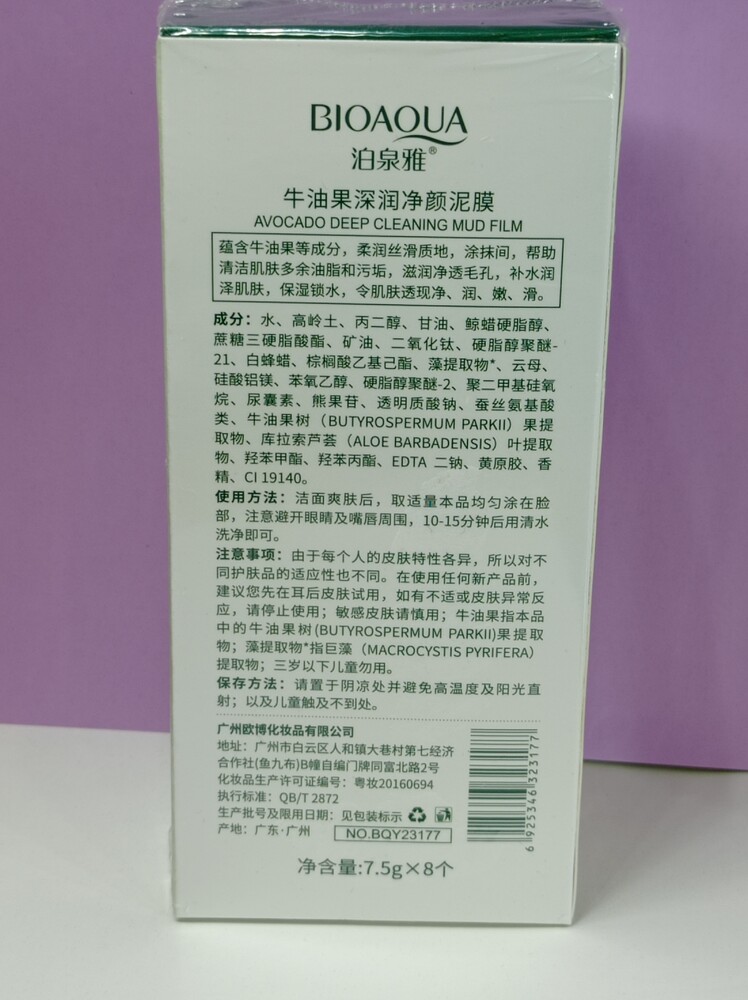 BIOAQUA
泊泉雅®
牛油果深润净颜泥膜
AVOCADO DEEP CLEANING MUD FILM
蕴含牛油果等成分，柔润丝滑质地，涂抹间，帮助
清洁肌肤多余油脂和污垢，滋润净透毛孔，补水润
泽肌肤，保湿锁水，令肌肤透现净、润、嫩、滑。
成分：水、高岭土、丙二醇、甘油、鲸蜡硬脂醇、
蔗糖三硬脂酸酯、矿油、二氧化钛、硬脂醇聚醚-
21、白蜂蜡、棕榈酸乙基己酯、藻提取物*、云母、
硅酸铝镁、苯氧乙醇、硬脂醇聚醚-2、聚二甲基硅氧
烷、尿囊素、熊果苷、透明质酸钠、蚕丝氨基酸
类、牛油果树（BUTYROSPERMUM PARKII）果提
取物、库拉索芦荟（ALOE BARBADENSIS）叶提取
物、羟苯甲酯、羟苯丙酯、EDTA 二钠、黄原胶、香
精、CI 19140。
使用方法：洁面爽肤后，取适量本品均匀涂在脸
部，注意避开眼睛及嘴唇周围，10-15分钟后用清水
洗净即可。
注意事项：由于每个人的皮肤特性各异，所以对不
同护肤品的适应性也不同。在使用任何新产品前，
建议您先在耳后皮肤试用，如有不适或皮肤异常反
应，请停止使用；敏感皮肤请慎用；牛油果指本品
中的牛油果树(BUTYROSPERMUM PARKII)果提取
物；藻提取物*指巨藻（MACROCYSTIS PYRIFERA）
提取物；三岁以下儿童勿用。
保存方法：请置于阴凉处并避免高温度及阳光直
射；以及儿童触及不到处。
广州欧博化妆品有限公司
地址：广州市白云区人和镇大巷村第七经济
合作社(鱼九布)B幢自编门牌同富北路2号
化妆品生产许可证编号：粤妆20160694
执行标准：QB/T 2872
生产批号及限用日期：见包装标示
产地：广东·广州
NO.BQY23177
6 925346 323177
净含量:7.5g×8个